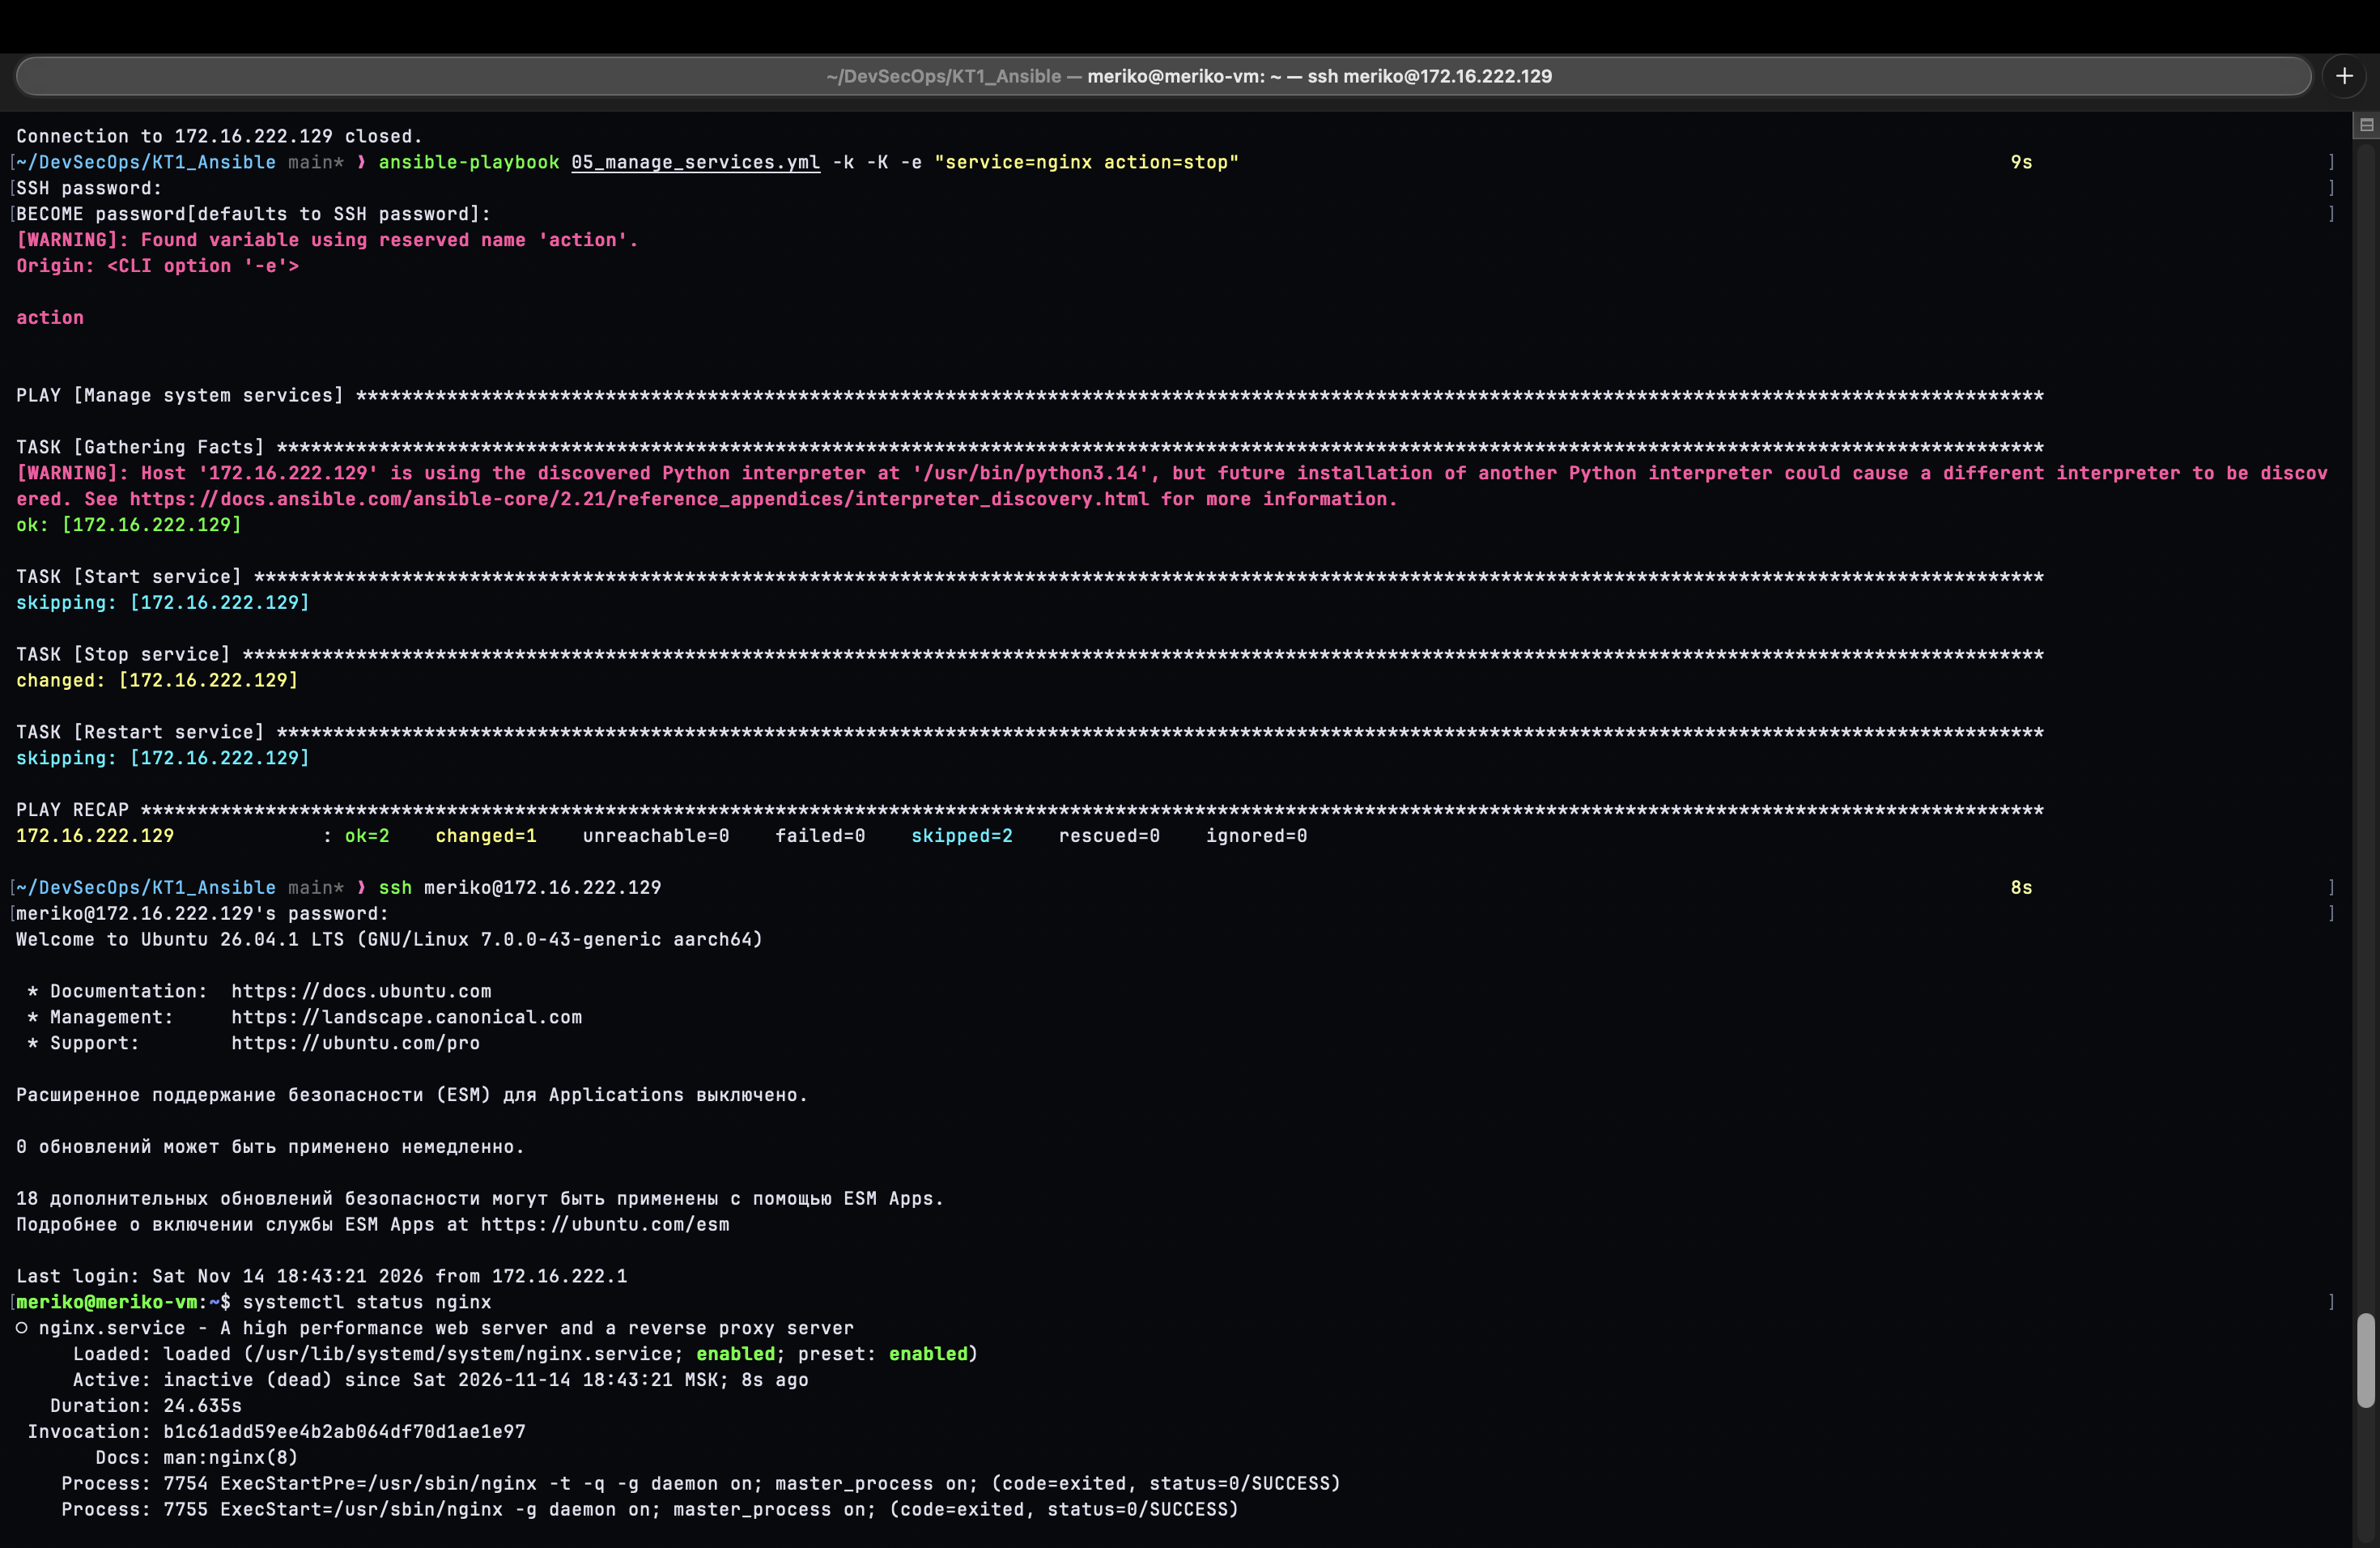 ~/DevSecOps/KT1_Ansible — meriko@meriko-vm: ~ — ssh meriko@172.16.222.129
Connection to 172.16.222.129 closed.
[~/DevSecOps/KT1_Ansible main* ❯ ansible-playbook 05_manage_services.yml -k -K -e "service=nginx action=stop" 9s ]
[SSH password: ]
[BECOME password[defaults to SSH password]: ]
[WARNING]: Found variable using reserved name 'action'.
Origin: <CLI option '-e'>
action
PLAY [Manage system services] *****************************************************************************************************************************************************
TASK [Gathering Facts] ************************************************************************************************************************************************************
[WARNING]: Host '172.16.222.129' is using the discovered Python interpreter at '/usr/bin/python3.14', but future installation of another Python interpreter could cause a different interpreter to be discov
ered. See https://docs.ansible.com/ansible-core/2.21/reference_appendices/interpreter_discovery.html for more information.
ok: [172.16.222.129]
TASK [Start service] **************************************************************************************************************************************************************
skipping: [172.16.222.129]
TASK [Stop service] ***************************************************************************************************************************************************************
changed: [172.16.222.129]
TASK [Restart service] ************************************************************************************************************************************************************
skipping: [172.16.222.129]
PLAY RECAP ************************************************************************************************************************************************************************
172.16.222.129 : ok=2 changed=1 unreachable=0 failed=0 skipped=2 rescued=0 ignored=0
[~/DevSecOps/KT1_Ansible main* ❯ ssh meriko@172.16.222.129 8s ]
[meriko@172.16.222.129's password: ]
Welcome to Ubuntu 26.04.1 LTS (GNU/Linux 7.0.0-43-generic aarch64)
* Documentation: https://docs.ubuntu.com
* Management: https://landscape.canonical.com
* Support: https://ubuntu.com/pro
Расширенное поддержание безопасности (ESM) для Applications выключено.
0 обновлений может быть применено немедленно.
18 дополнительных обновлений безопасности могут быть применены с помощью ESM Apps.
Подробнее о включении службы ESM Apps at https://ubuntu.com/esm
Last login: Sat Nov 14 18:43:21 2026 from 172.16.222.1
[meriko@meriko-vm:~$ systemctl status nginx ]
○ nginx.service - A high performance web server and a reverse proxy server
Loaded: loaded (/usr/lib/systemd/system/nginx.service; enabled; preset: enabled)
Active: inactive (dead) since Sat 2026-11-14 18:43:21 MSK; 8s ago
Duration: 24.635s
Invocation: b1c61add59ee4b2ab064df70d1ae1e97
Docs: man:nginx(8)
Process: 7754 ExecStartPre=/usr/sbin/nginx -t -q -g daemon on; master_process on; (code=exited, status=0/SUCCESS)
Process: 7755 ExecStart=/usr/sbin/nginx -g daemon on; master_process on; (code=exited, status=0/SUCCESS)